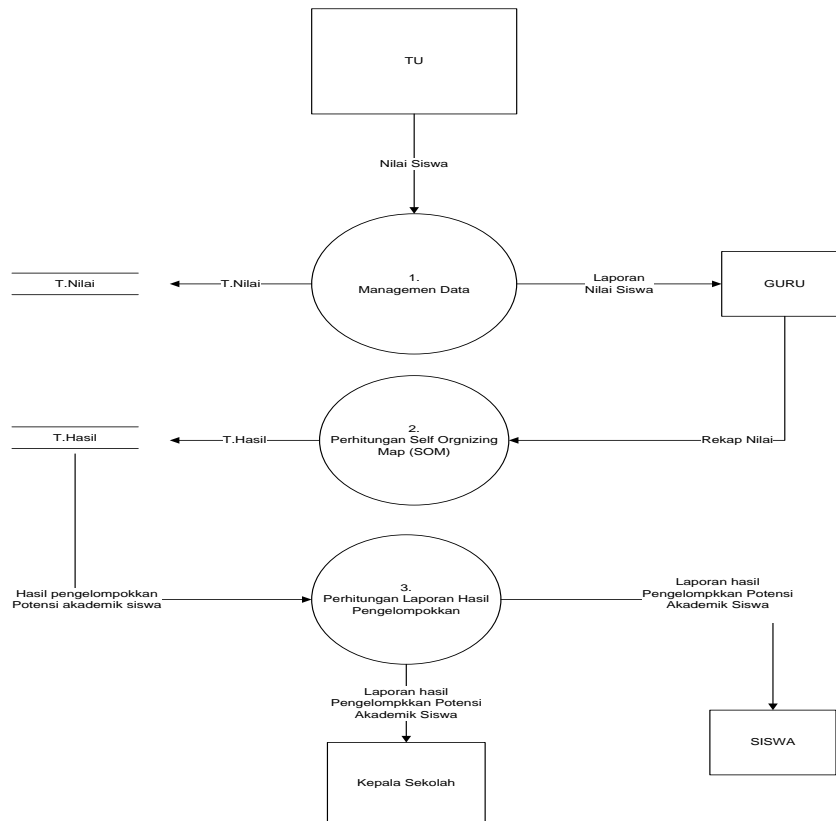 TU
Nilai Siswa
1.
Managemen Data
T.Nilai
T.Nilai
Laporan
Nilai Siswa
GURU
2.
Perhitungan Self Orgnizing
Map (SOM)
T.Hasil
T.Hasil
Rekap Nilai
3.
Perhitungan Laporan Hasil
Pengelompokkan
Hasil pengelompokkan
Potensi akademik siswa
Laporan hasil
Pengelompkkan Potensi
Akademik Siswa
Laporan hasil
Pengelompkkan Potensi
Akademik Siswa
SISWA
Kepala Sekolah